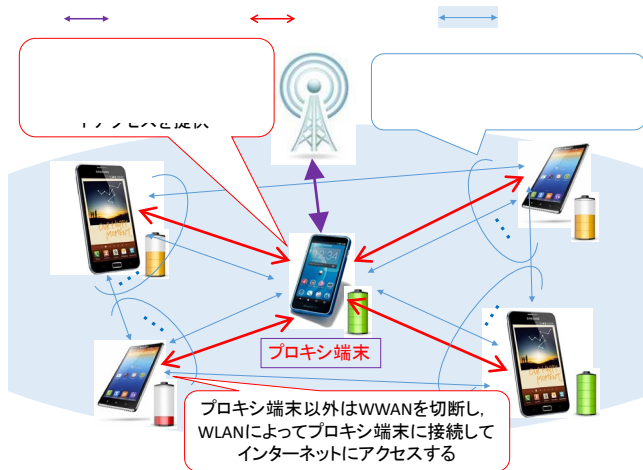 プロキシ端末
プロキシ端末以外はWWANを切断し,
WLANによってプロキシ端末に接続して
インターネットにアクセスする